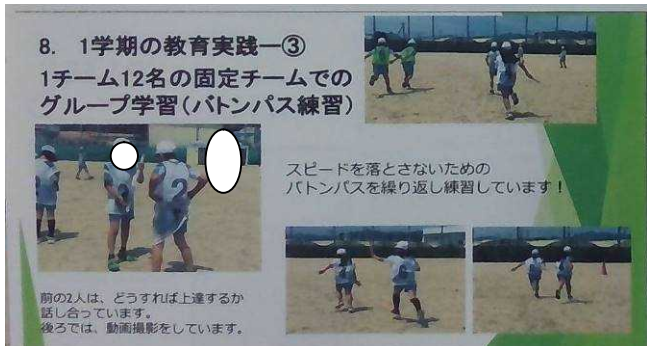 8. 1学期の教育実践ー③
1チーム12名の固定チームでの
グループ学習(バトンパス練習)
スピードを落とさないための
バトンパスを繰り返し練習しています!
前の2人は、どうすれば上達するか
話し合っています。
後ろでは、動画撮影をしています。
2
2